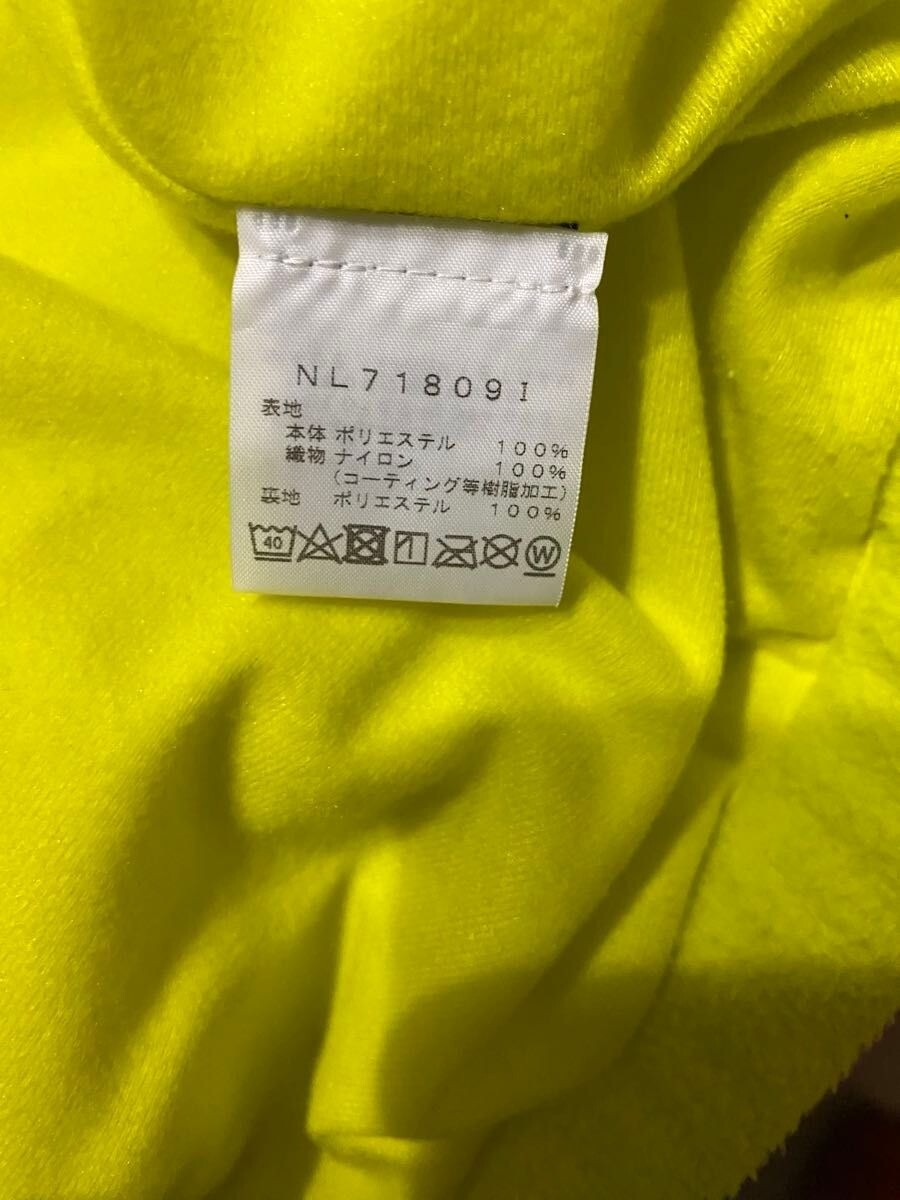 NL71809I
表地
本体 ポリエステル 100%
織物 ナイロン 100%
(コーティング等樹脂加工)
裏地 ポリエステル 100%
40 W